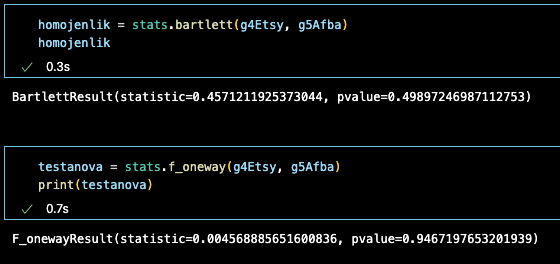 homojenlik = stats.bartlett(g4Etsy, g5Afba)
homojenlik
0.3s
BartlettResult(statistic=0.4571211925373044, pvalue=0.49897246987112753)
testanova = stats.f_oneway(g4Etsy, g5Afba)
print(testanova)
0.7s
F_onewayResult(statistic=0.004568885651600836, pvalue=0.9467197653201939)